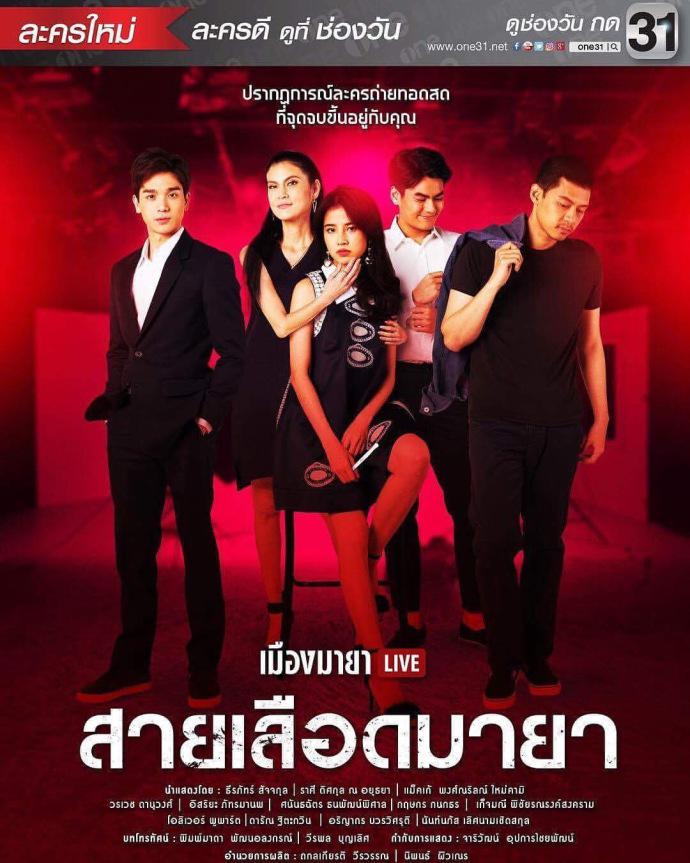 ละครใหม่ ละครดี ดูที่ ช่องวัน ดูช่องวัน กด 31
www.one31.net one31
ปรากฏการณ์ละครถ่ายทอดสด
ที่จุดจบขึ้นอยู่กับคุณ
เมืองมายา LIVE
สายเลือดมายา
นำแสดงโดย : ธีรภัทร์ สัจจกุล | ราศี ดิศกุล ณ อยุธยา | แม็คเก้ พงศ์ณริลณ์ ใหม่คามิ
วรเวช ดานุวงศ์ | อิสริยะ ภัทรมานพ | ศนันธฉัตร ธนพัฒน์พิศาล | กฤษกร กนกธร | เก็จมณี พิชัยรณรงค์สงคราม
โอลิเวอร์ พูพาร์ต | ดารัณ ฐิตะกวิน | อริญากร บวรวิศรุติ | นันท์นภัส เลิศนามเชิดสกุล
บทโทรทัศน์ : พิมพ์มาดา พัฒนอลงกรณ์ | วีรพล บุญเลิศ กำกับการแสดง : จาริวัฒน์ อุปการไชยพัฒน์
อำนวยการผลิต : ถกลเกียรติ วีรวรรณ | นิพนธ์ ผิวเณร